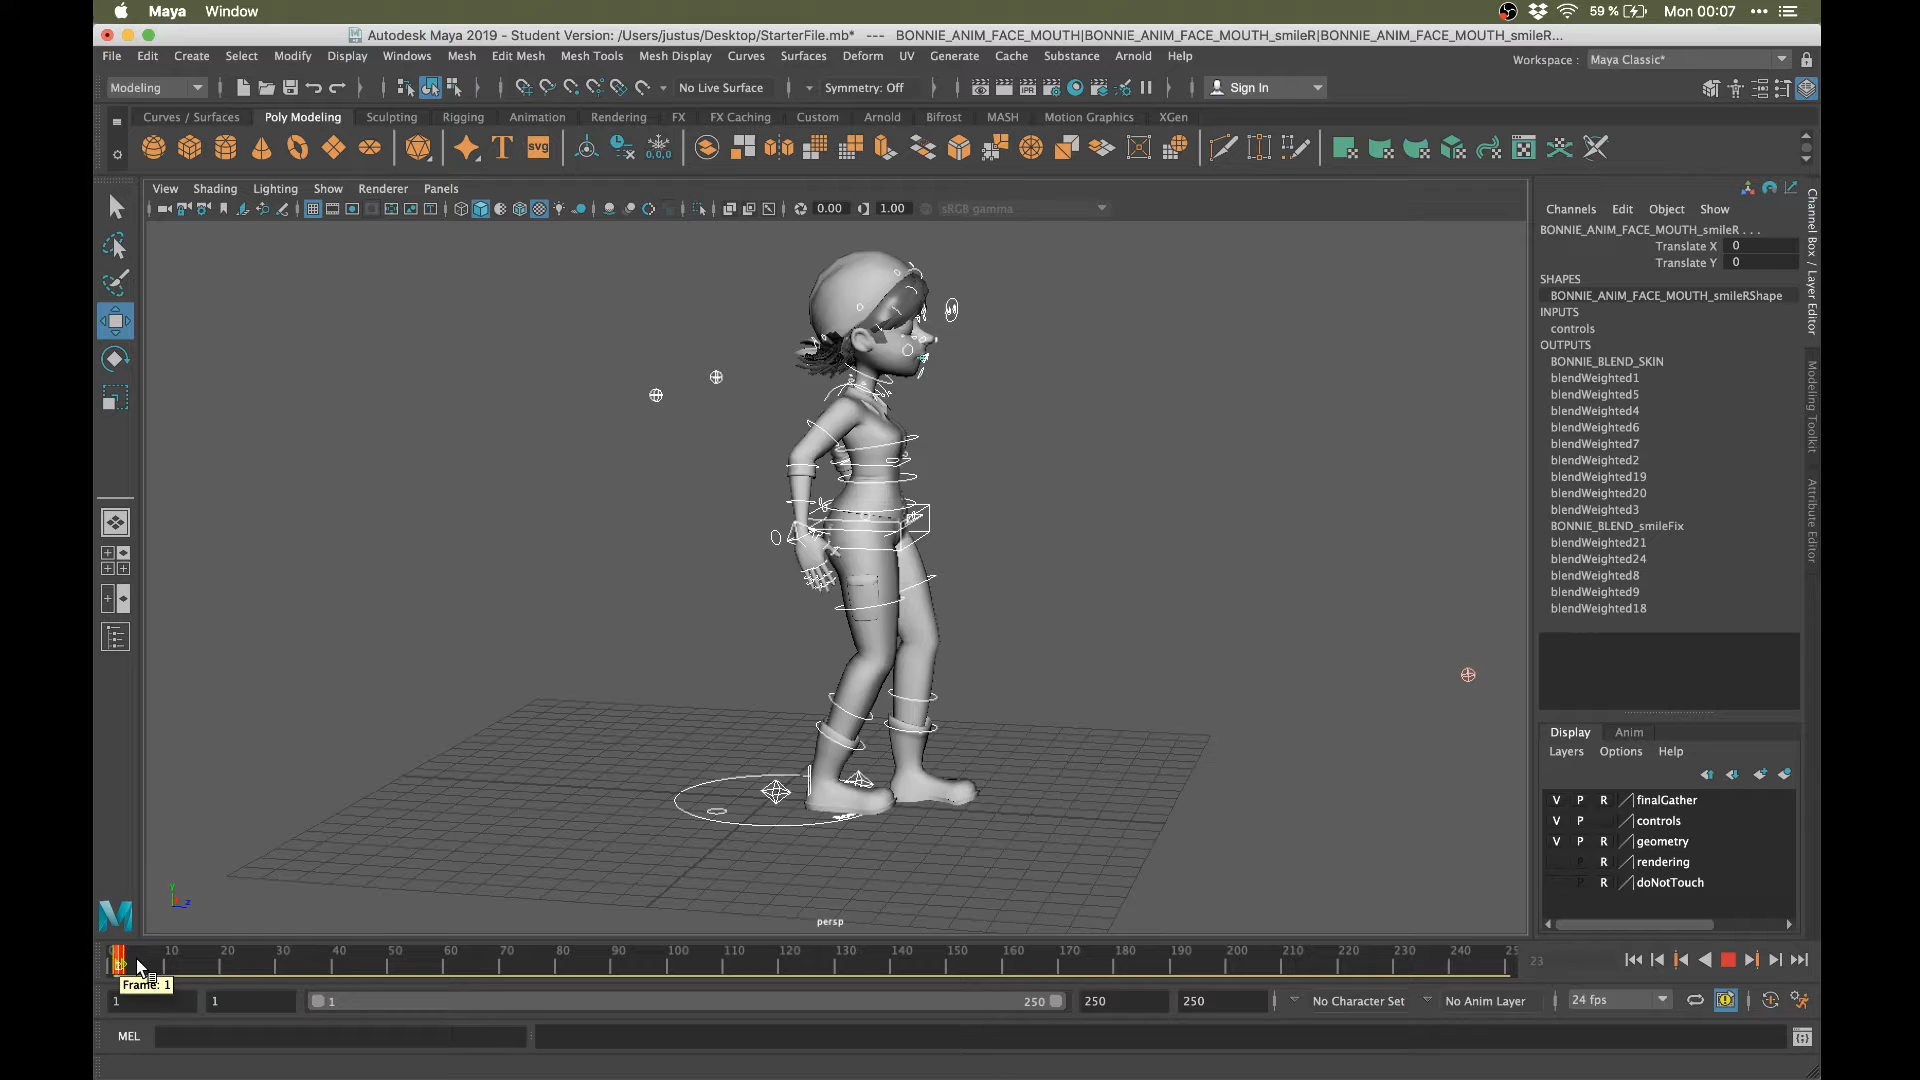 Maya Window 59 % Mon 00:07
Autodesk Maya 2019 - Student Version: /Users/justus/Desktop/StarterFile.mb* --- BONNIE_ANIM_FACE_MOUTH|BONNIE_ANIM_FACE_MOUTH_smileR|BONNIE_ANIM_FACE_MOUTH_smileR...
File Edit Create Select Modify Display Windows Mesh Edit Mesh Mesh Tools Mesh Display Curves Surfaces Deform UV Generate Cache Substance Arnold Help Workspace : Maya Classic*
Modeling No Live Surface Symmetry: Off IPR Sign In
Curves / Surfaces Poly Modeling Sculpting Rigging Animation Rendering FX FX Caching Custom Arnold Bifrost MASH Motion Graphics XGen
T svg 0,0,0
View Shading Lighting Show Renderer Panels
0.00 1.00 sRGB gamma
Channels Edit Object Show
BONNIE_ANIM_FACE_MOUTH_smileR . . .
Translate X 0
Translate Y 0
SHAPES
BONNIE_ANIM_FACE_MOUTH_smileRShape
INPUTS
controls
OUTPUTS
BONNIE_BLEND_SKIN
blendWeighted1
blendWeighted5
blendWeighted4
blendWeighted6
blendWeighted7
blendWeighted2
blendWeighted19
blendWeighted20
blendWeighted3
BONNIE_BLEND_smileFix
blendWeighted21
blendWeighted24
blendWeighted8
blendWeighted9
blendWeighted18
Channel Box / Layer Editor
Modeling Toolkit
Attribute Editor
Display Anim
Layers Options Help
V P R finalGather
V P controls
V P R geometry
P R rendering
P R doNotTouch
y
z
persp
0 10 20 30 40 50 60 70 80 90 100 110 120 130 140 150 160 170 180 190 200 210 220 230 240 25
23
Frame: 1
1 1 1 250 250 250 No Character Set No Anim Layer 24 fps
MEL